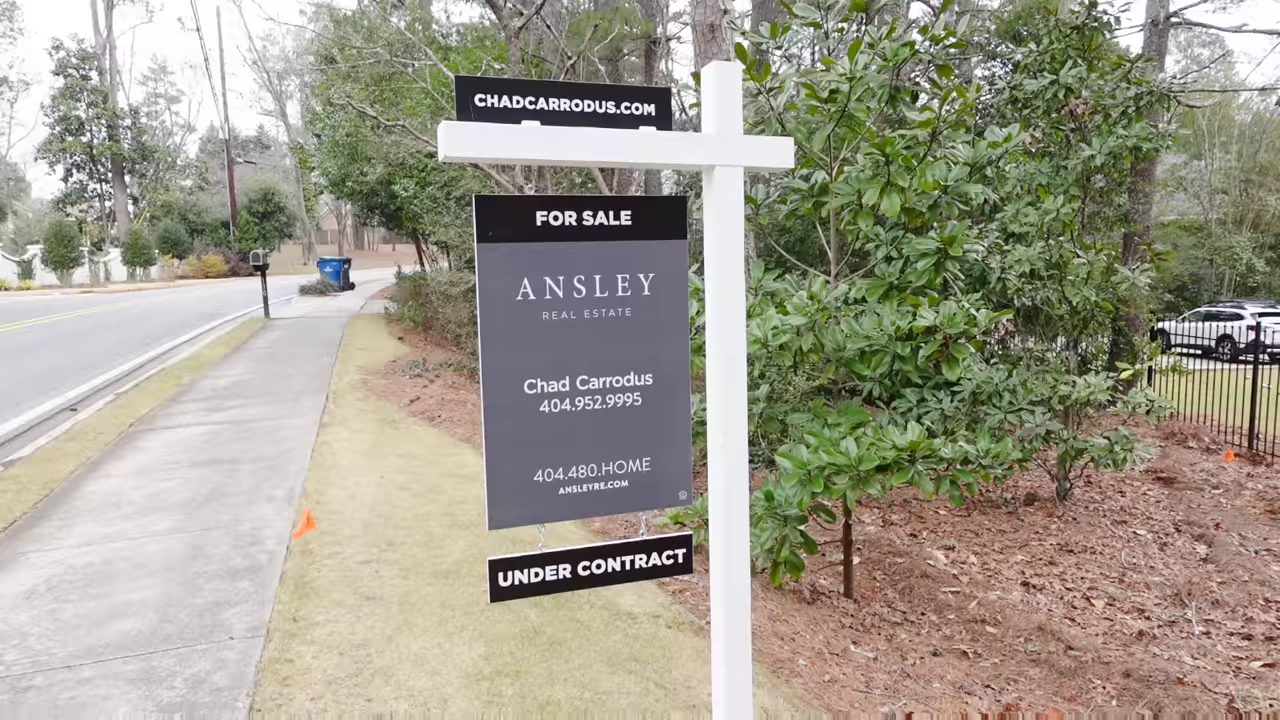 CHADCARRODUS.COM
FOR SALE
ANSLEY
REAL ESTATE
Chad Carrodus
404.952.9995
404.480.HOME
ANSLEYRE.COM
UNDER CONTRACT